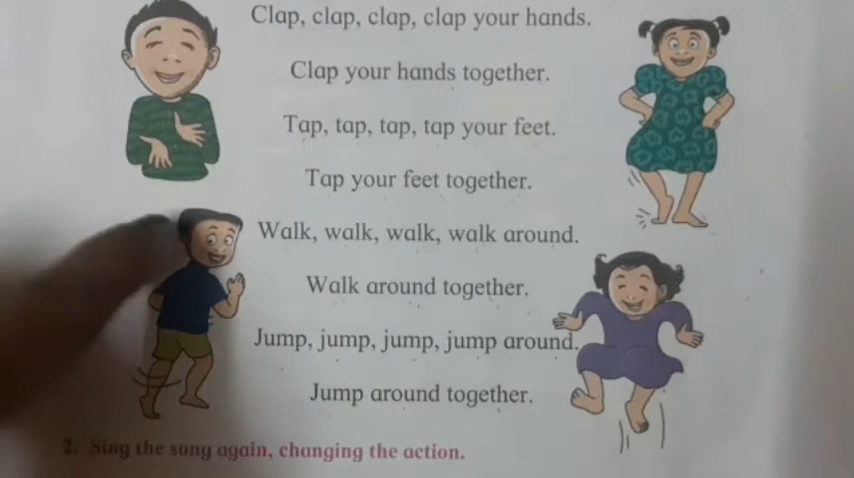 Clap, clap, clap, clap your hands.
Clap your hands together.
Tap, tap, tap, tap your feet.
Tap your feet together.
Walk, walk, walk, walk around.
Walk around together.
Jump, jump, jump, jump around.
Jump around together.
2. Sing the song again, changing the action.